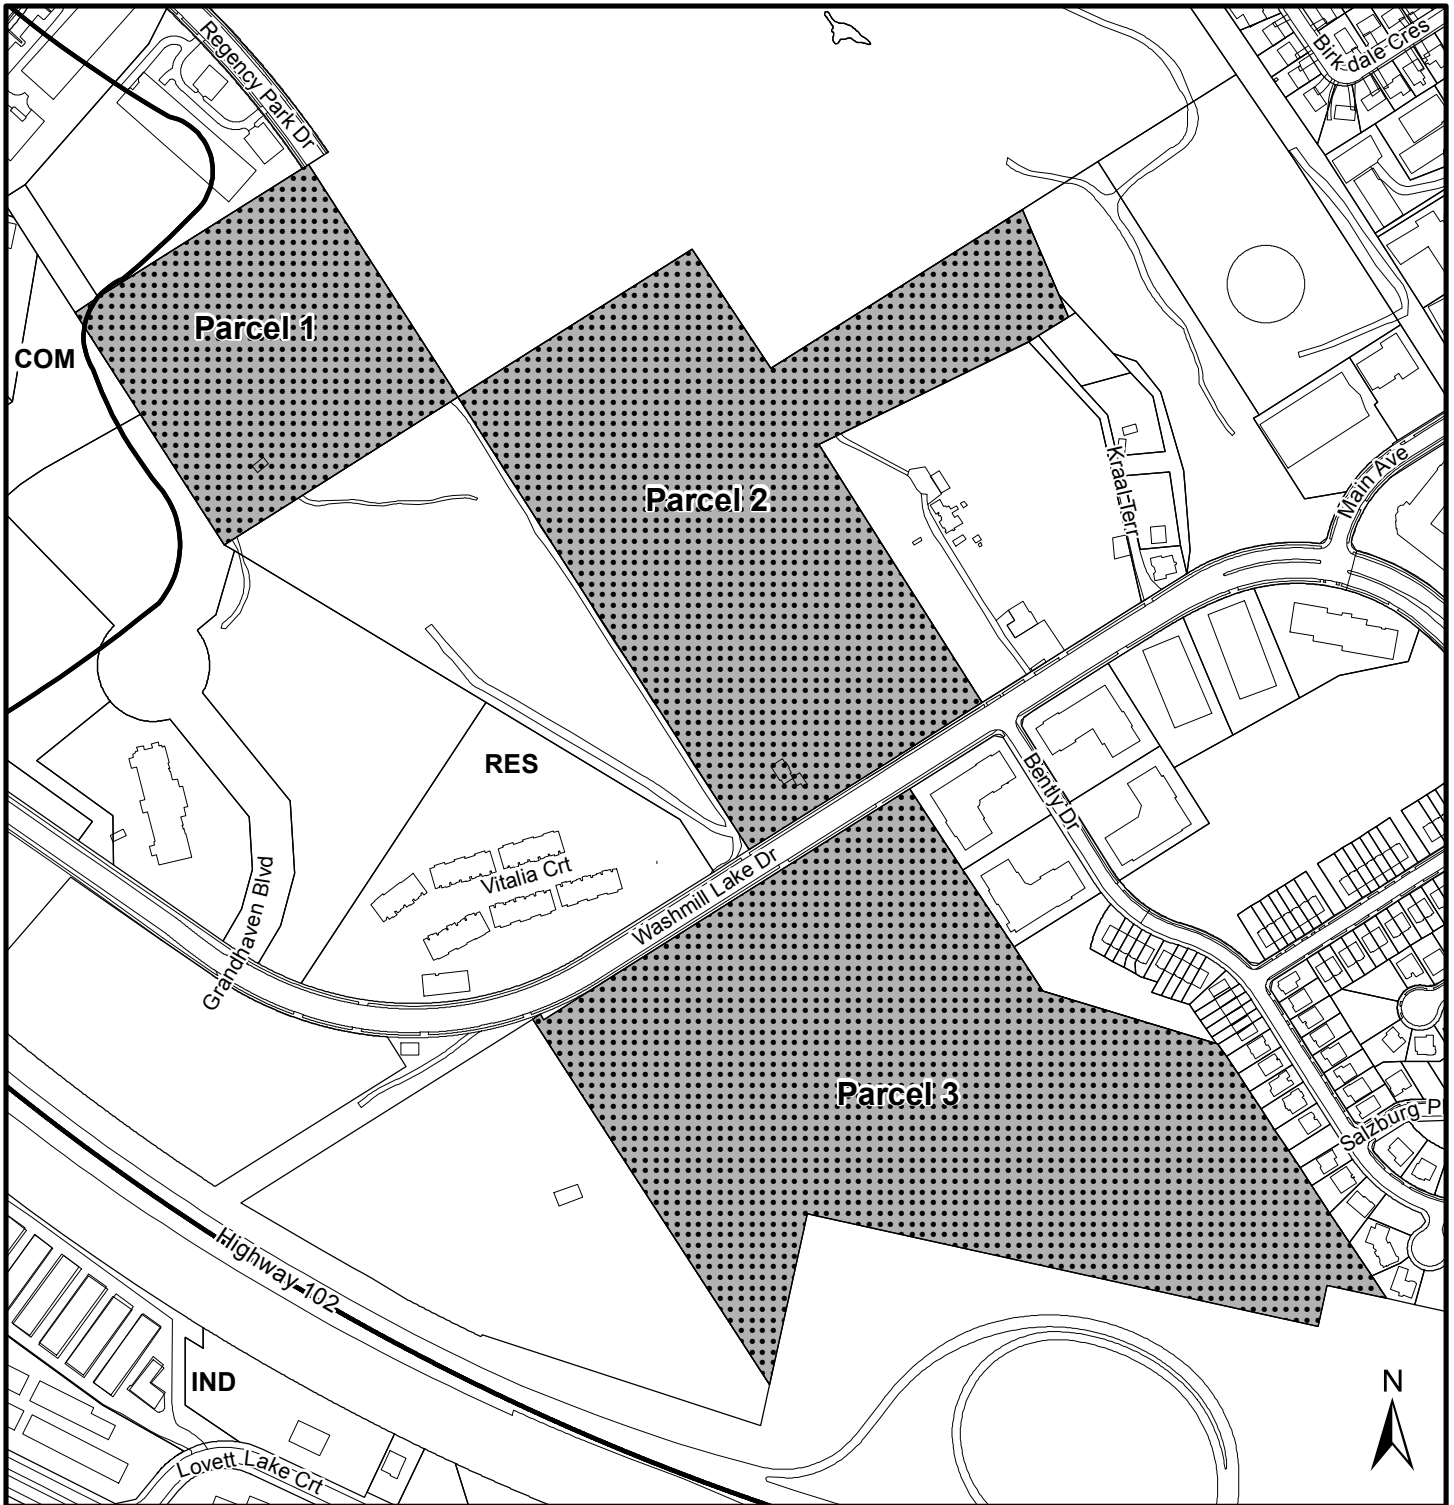 Regency Park Dr
Birkdale Cres
Parcel 1
COM
Parcel 2
Kraal Terr
Main Ave
RES
Bently Dr
Vitalia Crt
Washmill Lake Dr
Grandhaven Blvd
Parcel 3
Salzburg Pl
Highway 102
IND
N
Lovett Lake Crt